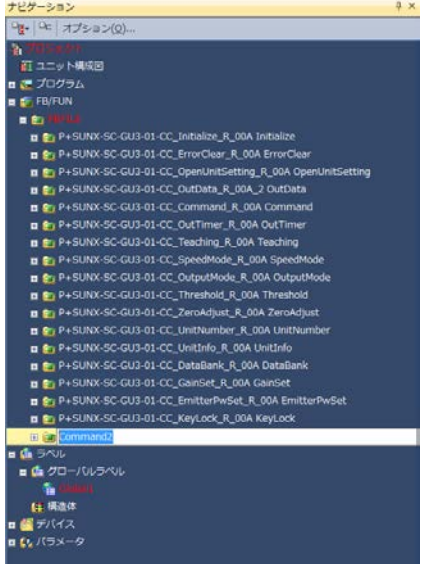 ナビゲーション
オプション(O)...
プロジェクト
ユニット構成図
プログラム
FB/FUN
P+SUNX-SC-GU3-01-CC_Initialize_R_00A Initialize
P+SUNX-SC-GU3-01-CC_ErrorClear_R_00A ErrorClear
P+SUNX-SC-GU3-01-CC_OpenUnitSetting_R_00A OpenUnitSetting
P+SUNX-SC-GU3-01-CC_OutData_R_00A_2 OutData
P+SUNX-SC-GU3-01-CC_Command_R_00A Command
P+SUNX-SC-GU3-01-CC_OutTimer_R_00A OutTimer
P+SUNX-SC-GU3-01-CC_Teaching_R_00A Teaching
P+SUNX-SC-GU3-01-CC_SpeedMode_R_00A SpeedMode
P+SUNX-SC-GU3-01-CC_OutputMode_R_00A OutputMode
P+SUNX-SC-GU3-01-CC_Threshold_R_00A Threshold
P+SUNX-SC-GU3-01-CC_ZeroAdjust_R_00A ZeroAdjust
P+SUNX-SC-GU3-01-CC_UnitNumber_R_00A UnitNumber
P+SUNX-SC-GU3-01-CC_UnitInfo_R_00A UnitInfo
P+SUNX-SC-GU3-01-CC_DataBank_R_00A DataBank
P+SUNX-SC-GU3-01-CC_GainSet_R_00A GainSet
P+SUNX-SC-GU3-01-CC_EmitterPwSet_R_00A EmitterPwSet
P+SUNX-SC-GU3-01-CC_KeyLock_R_00A KeyLock
Command2
ラベル
グローバルラベル
構造体
デバイス
パラメータ